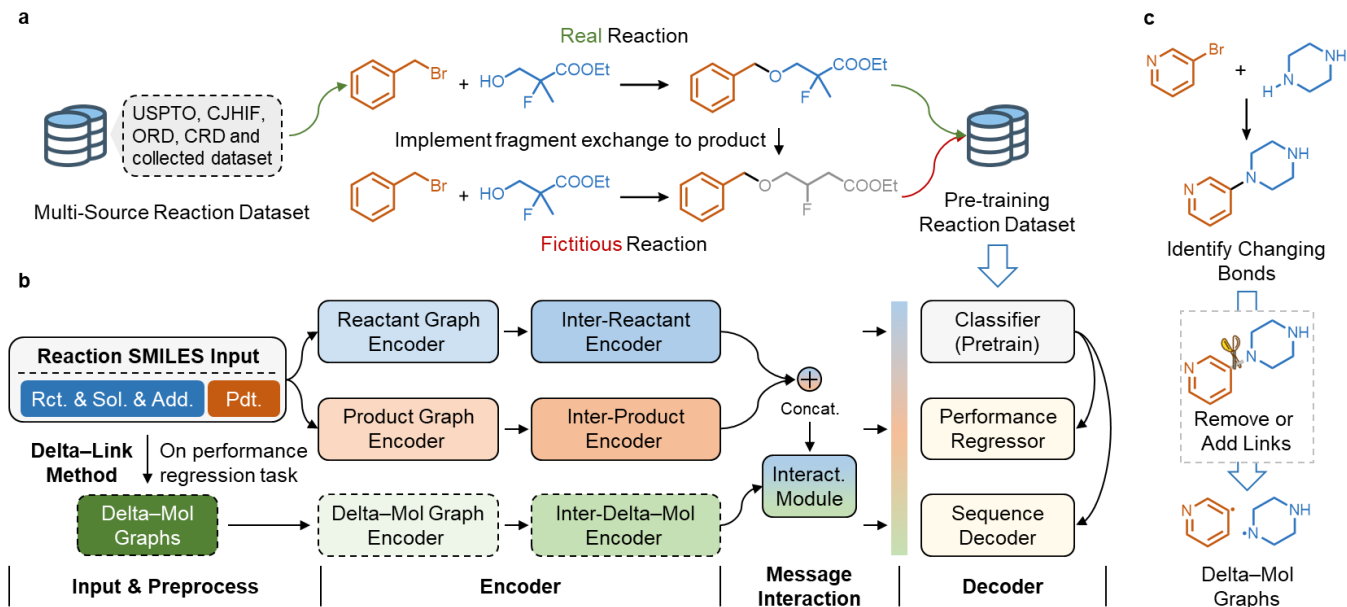 a
Real Reaction
USPTO, CJHIF,
ORD, CRD and
collected dataset
Multi-Source Reaction Dataset
Br
+
HO
F
COOEt
O
F
COOEt
Implement fragment exchange to product
Br
+
HO
F
COOEt
O
F
COOEt
Fictitious Reaction
Pre-training
Reaction Dataset
b
Reaction SMILES Input
Rct. & Sol. & Add.
Pdt.
Delta–Link
Method
On performance
regression task
Delta–Mol
Graphs
Reactant Graph
Encoder
Inter-Reactant
Encoder
Product Graph
Encoder
Inter-Product
Encoder
Delta–Mol Graph
Encoder
Inter-Delta–Mol
Encoder
+
Concat.
Interact.
Module
Classifier
(Pretrain)
Performance
Regressor
Sequence
Decoder
Input & Preprocess
Encoder
Message
Interaction
Decoder
c
N
Br
+
NH
N
H
NH
N
N
Identify Changing
Bonds
NH
N
N
Remove or
Add Links
N
NH
N
Delta–Mol
Graphs